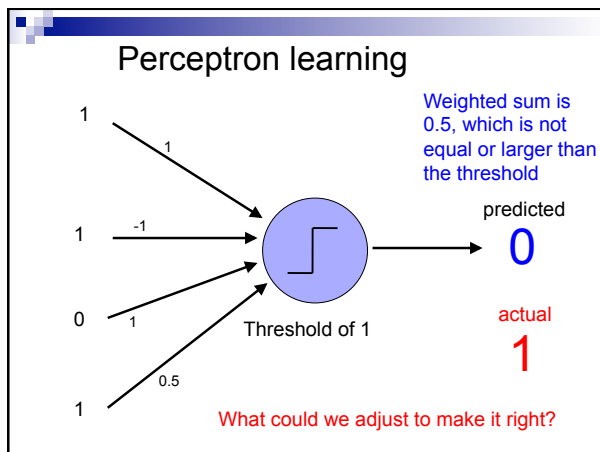 Perceptron learning
Weighted sum is
0.5, which is not
equal or larger than
the threshold
1
1
1
-1
0
1
1
0.5
Threshold of 1
predicted
0
actual
1
What could we adjust to make it right?